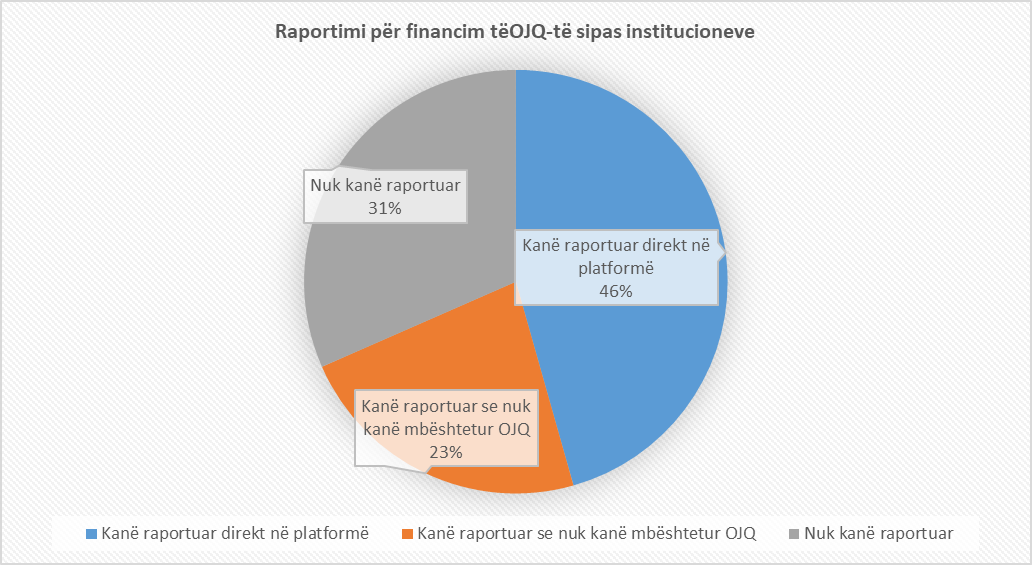 Raportimi për financim tëOJQ-të sipas institucioneve
Nuk kanë raportuar
31%
Kanë raportuar direkt në
platformë
46%
Kanë raportuar se nuk
kanë mbështetur OJQ
23%
Kanë raportuar direkt në platformë
Kanë raportuar se nuk kanë mbështetur OJQ
Nuk kanë raportuar